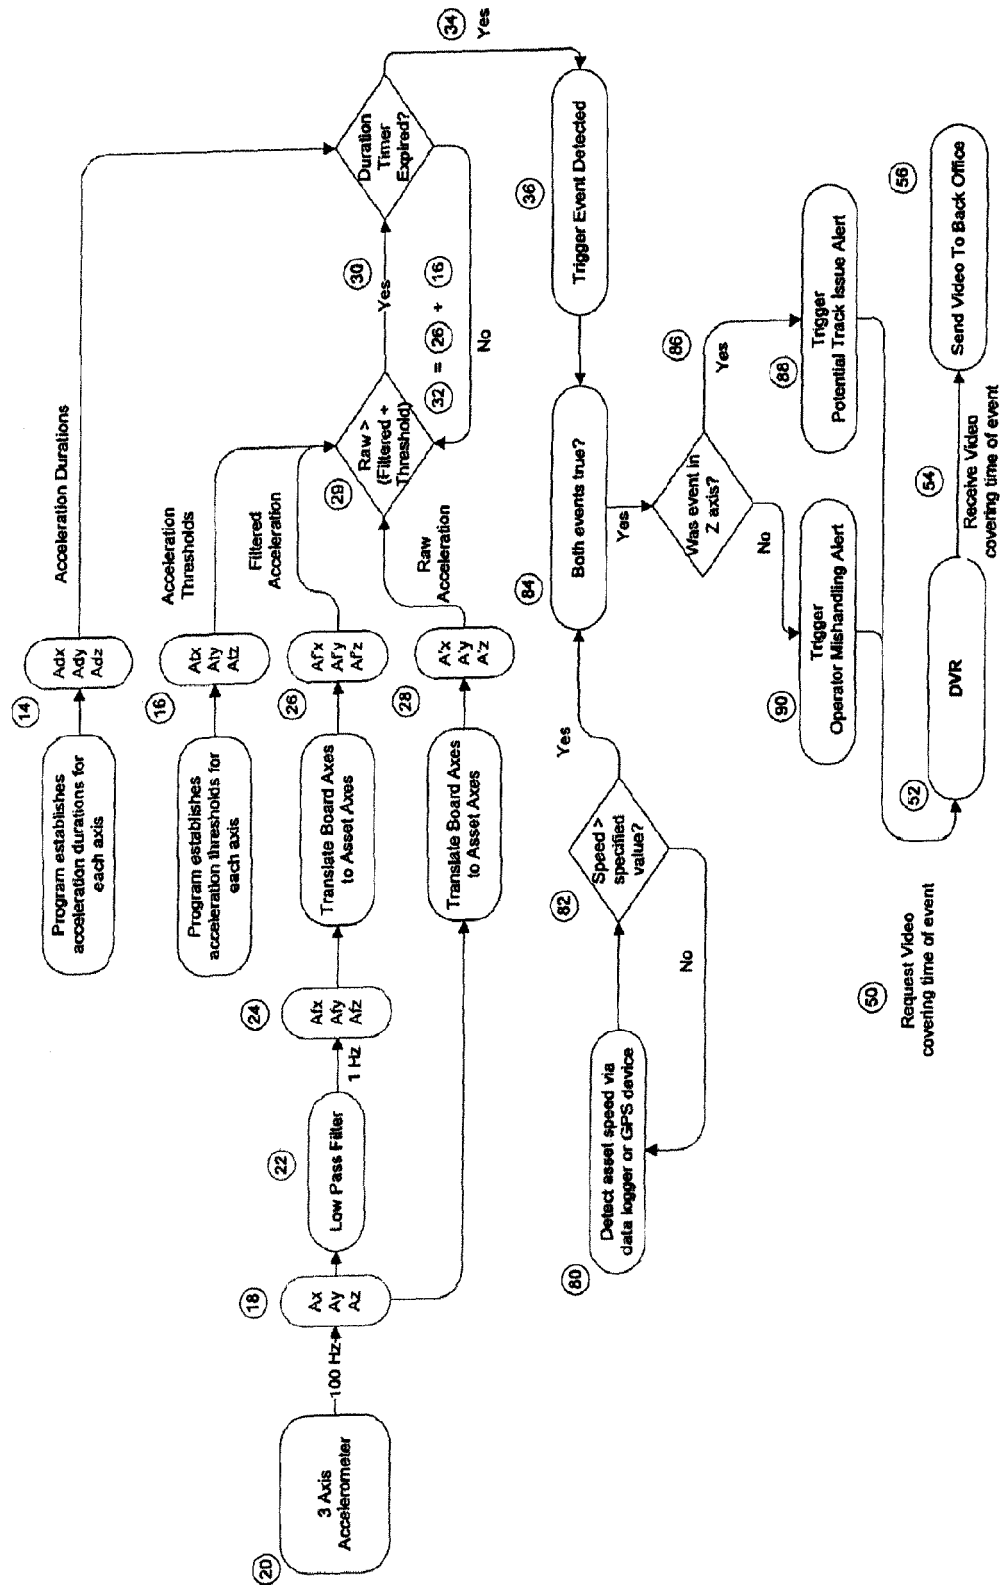 14
Program establishes
acceleration durations for
each axis
Adx
Ady
Adz
Acceleration Durations
16
Program establishes
acceleration thresholds for
each axis
Atx
Aty
Atz
Acceleration
Thresholds
20
3 Axis
Accelerometer
100 Hz
18
Ax
Ay
Az
22
Low Pass Filter
1 Hz
24
Afx
Afy
Afz
Translate Board Axes
to Asset Axes
26
Af'x
Af'y
Af'z
Filtered
Acceleration
Translate Board Axes
to Asset Axes
28
A'x
A'y
A'z
Raw
Acceleration
29
Raw >
(Filtered +
Threshold)
30
Yes
32 = 26 + 16
No
Duration
Timer
Expired?
34
Yes
36
Trigger Event Detected
80
Detect asset speed via
data logger or GPS device
82
Speed >
specified
value?
No
Yes
84
Both events true?
Yes
Was event in
Z axis?
86
Yes
No
88
Trigger
Potential Track Issue Alert
90
Trigger
Operator Mishandling Alert
50
Request Video
covering time of event
52
DVR
54
Receive Video
covering time of event
56
Send Video To Back Office